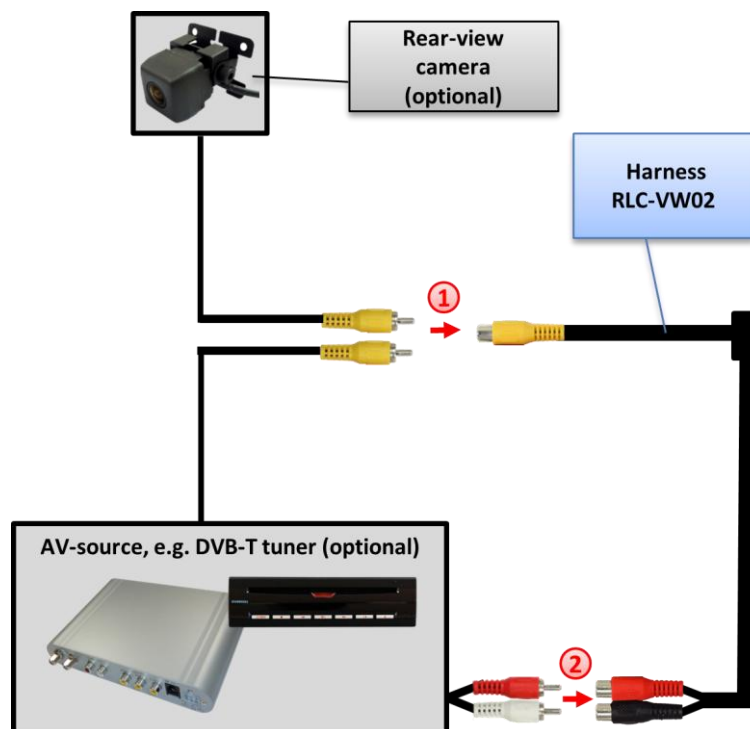 Rear-view
camera
(optional)
Harness
RLC-VW02
1
AV-source, e.g. DVB-T tuner (optional)
2